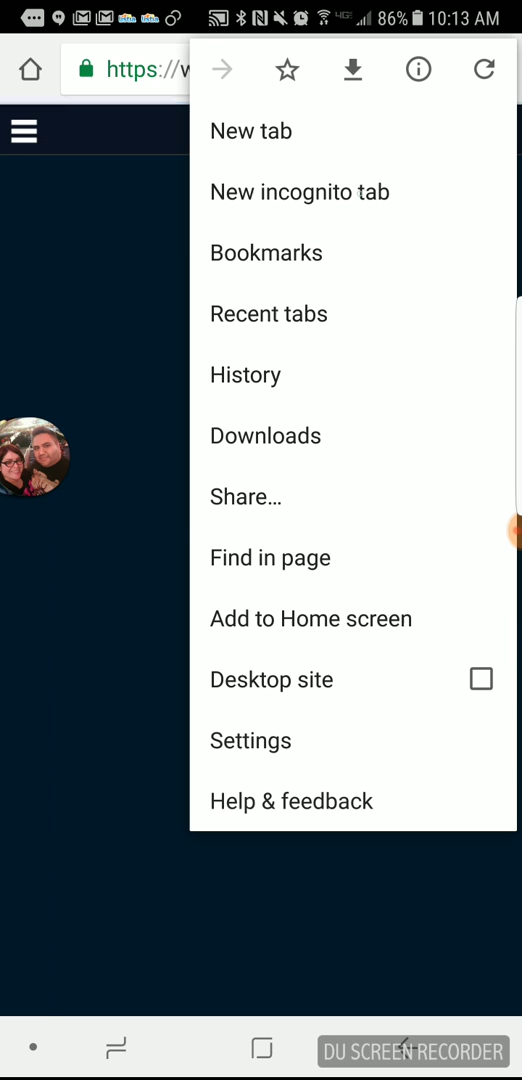 4G 86% 10:13 AM
https://w
New tab
New incognito tab
Bookmarks
Recent tabs
History
Downloads
Share...
Find in page
Add to Home screen
Desktop site
Settings
Help & feedback
DU SCREEN RECORDER